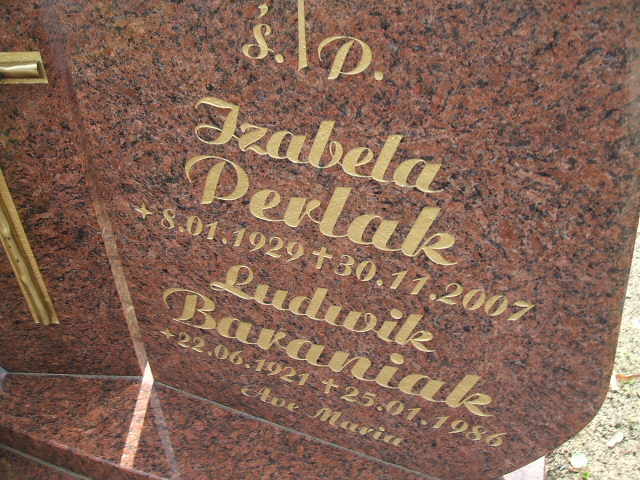 Ś. P.
Izabela
Perlak
* 8.01.1929 † 30.11.2007
Ludwik
Baraniak
* 22.06.1921 † 25.01.1986
Ave Maria